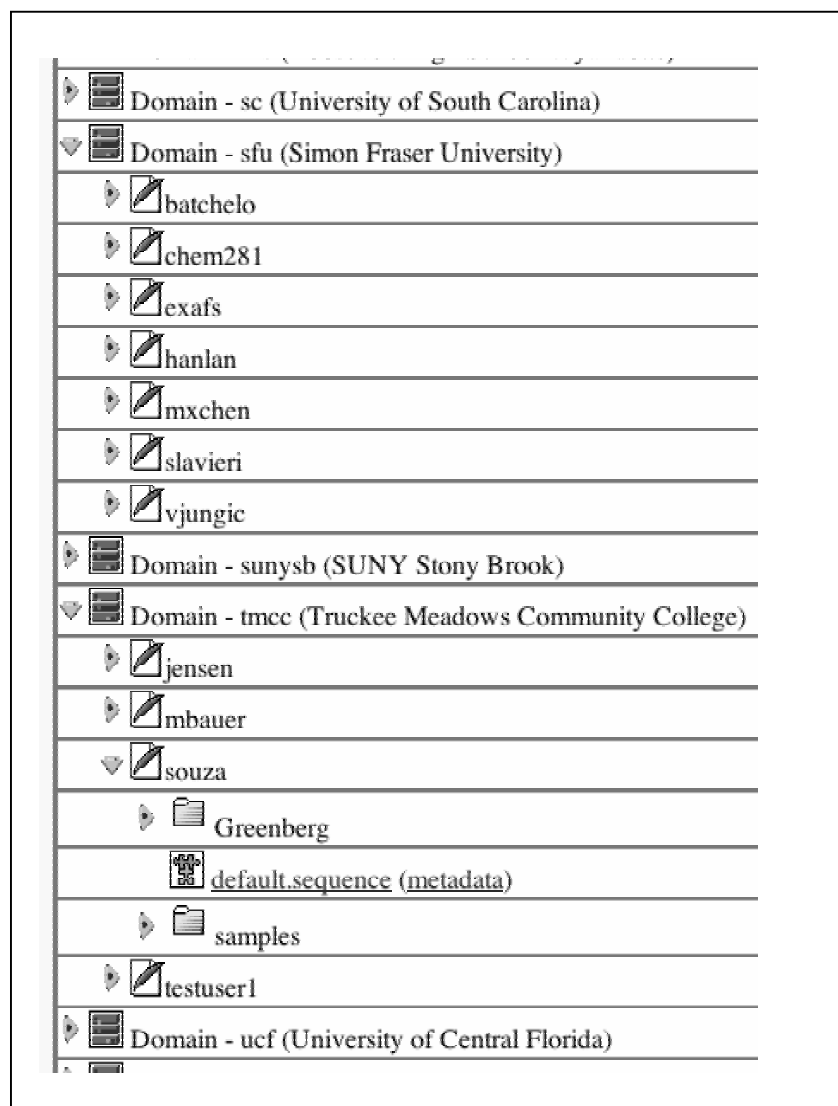 Domain - sc (University of South Carolina)
Domain - sfu (Simon Fraser University)
batchelo
chem281
exafs
hanlan
mxchen
slavieri
vjungic
Domain - sunysb (SUNY Stony Brook)
Domain - tmcc (Truckee Meadows Community College)
jensen
mbauer
souza
Greenberg
default.sequence (metadata)
samples
testuser1
Domain - ucf (University of Central Florida)